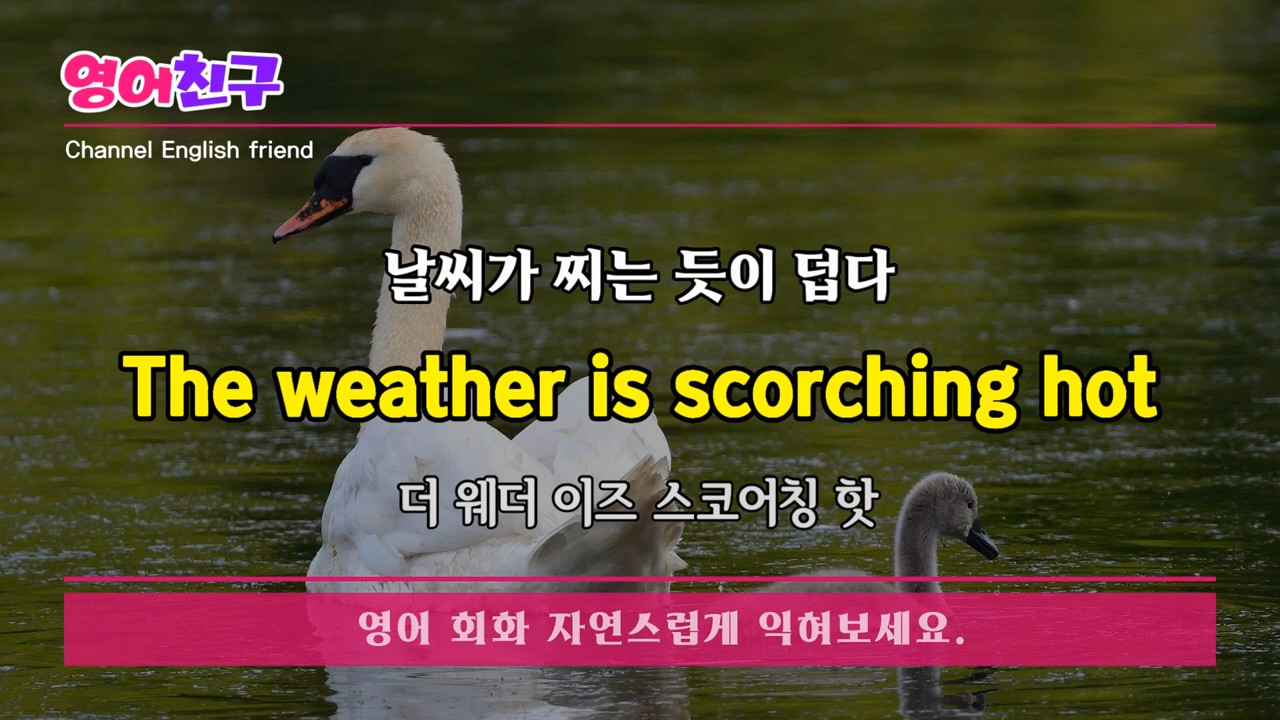 영어친구
Channel English friend
날씨가 찌는 듯이 덥다
The weather is scorching hot
더 웨더 이즈 스코어칭 핫
영어 회화 자연스럽게 익혀보세요.